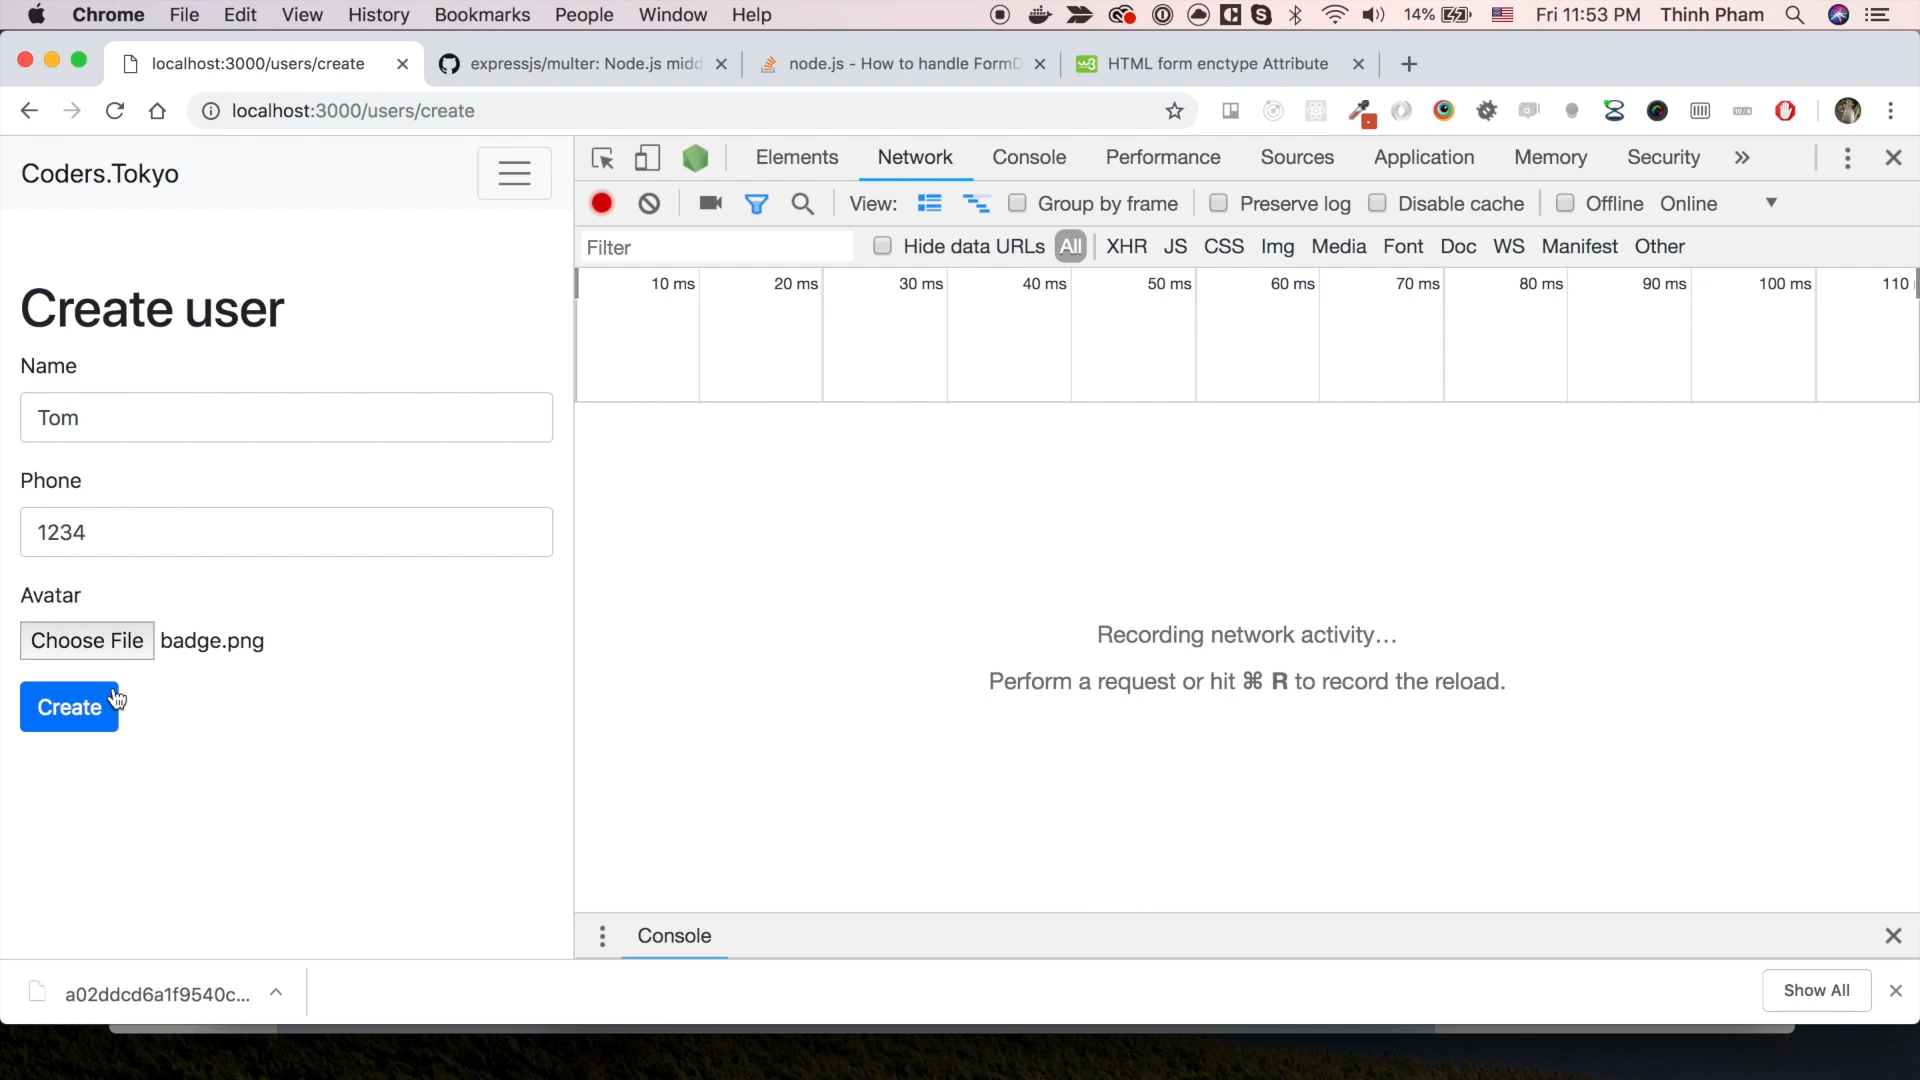 Chrome File Edit View History Bookmarks People Window Help 14% Fri 11:53 PM Thinh Pham
localhost:3000/users/create expressjs/multer: Node.js midd node.js - How to handle FormD HTML form enctype Attribute
localhost:3000/users/create
Coders.Tokyo
Create user
Name
Tom
Phone
1234
Avatar
Choose File badge.png
Create
Elements Network Console Performance Sources Application Memory Security
View: Group by frame Preserve log Disable cache Offline Online
Filter Hide data URLs All XHR JS CSS Img Media Font Doc WS Manifest Other
10 ms 20 ms 30 ms 40 ms 50 ms 60 ms 70 ms 80 ms 90 ms 100 ms 110
Recording network activity…
Perform a request or hit ⌘ R to record the reload.
Console
a02ddcd6a1f9540c... Show All